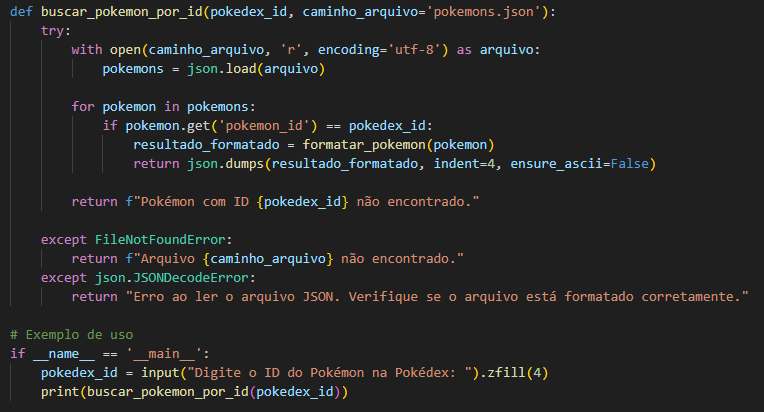 def buscar_pokemon_por_id(pokedex_id, caminho_arquivo='pokemons.json'):
    try:
        with open(caminho_arquivo, 'r', encoding='utf-8') as arquivo:
            pokemons = json.load(arquivo)

        for pokemon in pokemons:
            if pokemon.get('pokemon_id') == pokedex_id:
                resultado_formatado = formatar_pokemon(pokemon)
                return json.dumps(resultado_formatado, indent=4, ensure_ascii=False)

        return f"Pokémon com ID {pokedex_id} não encontrado."

    except FileNotFoundError:
        return f"Arquivo {caminho_arquivo} não encontrado."
    except json.JSONDecodeError:
        return "Erro ao ler o arquivo JSON. Verifique se o arquivo está formatado corretamente."

# Exemplo de uso
if __name__ == '__main__':
    pokedex_id = input("Digite o ID do Pokémon na Pokédex: ").zfill(4)
    print(buscar_pokemon_por_id(pokedex_id))